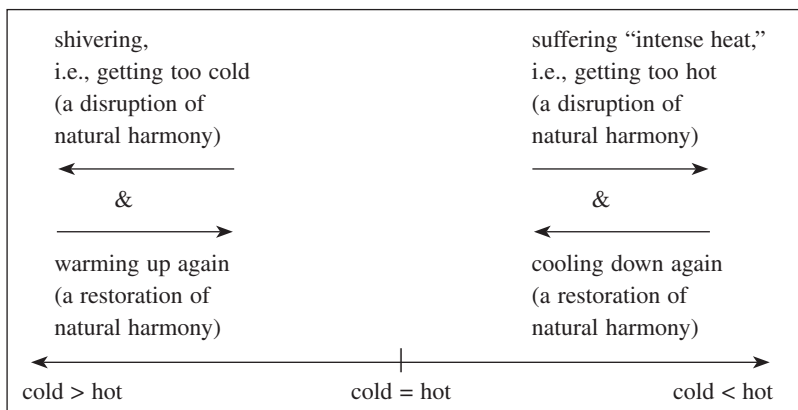 shivering,
i.e., getting too cold
(a disruption of
natural harmony)
&
warming up again
(a restoration of
natural harmony)
suffering “intense heat,”
i.e., getting too hot
(a disruption of
natural harmony)
&
cooling down again
(a restoration of
natural harmony)
cold > hot
cold = hot
cold < hot